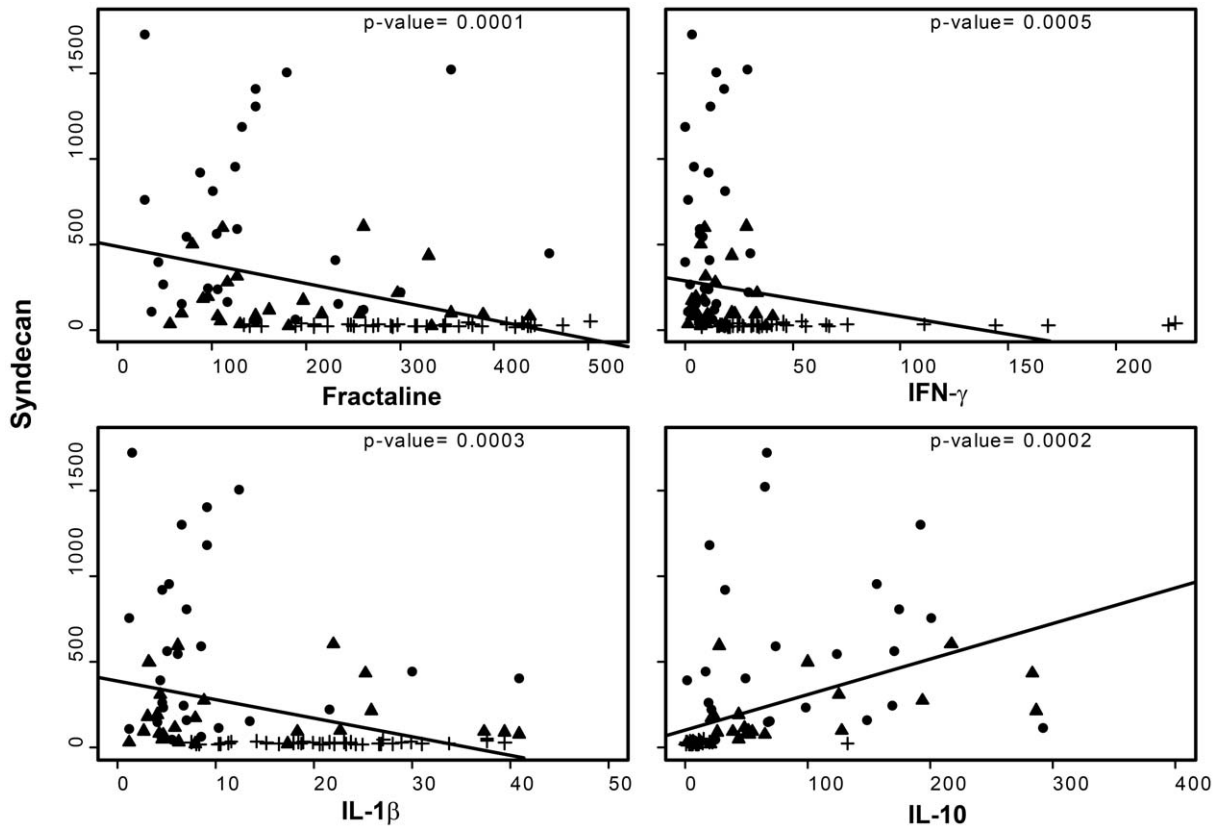 p-value= 0.0001
p-value= 0.0005
1500
1000
500
0
0 100 200 300 400 500
0 50 100 150 200
Fractaline
IFN-γ
Syndecan
p-value= 0.0003
p-value= 0.0002
1500
1000
500
0
0 10 20 30 40 50
0 100 200 300 400
IL-1β
IL-10